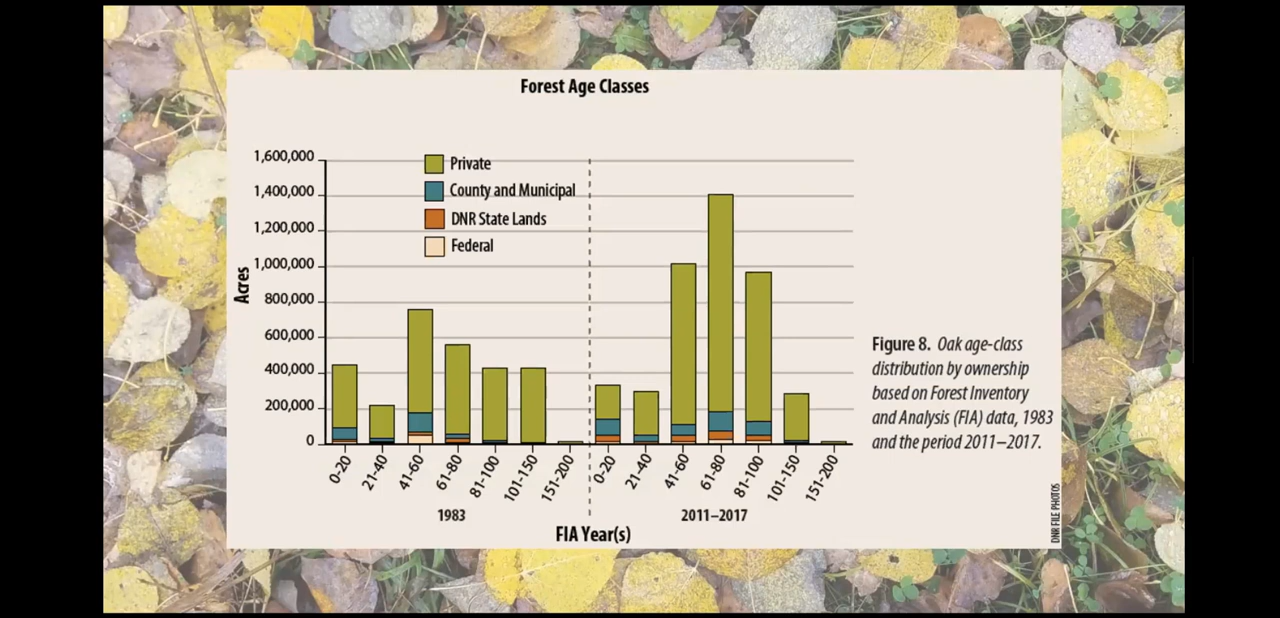 Forest Age Classes
1,600,000
1,400,000
1,200,000
1,000,000
800,000
600,000
400,000
200,000
0
Acres
Private
County and Municipal
DNR State Lands
Federal
0-20
21-40
41-60
61-80
81-100
101-150
151-200
0-20
21-40
41-60
61-80
81-100
101-150
151-200
1983
2011–2017
FIA Year(s)
Figure 8. Oak age-class
distribution by ownership
based on Forest Inventory
and Analysis (FIA) data, 1983
and the period 2011–2017.
DNR FILE PHOTOS